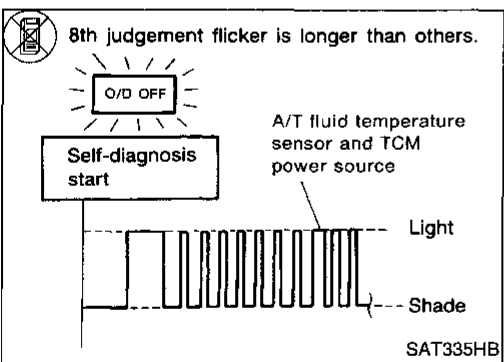 8th judgement flicker is longer than others.
O/D OFF
Self-diagnosis
start
A/T fluid temperature
sensor and TCM
power source
Light
Shade
SAT335HB